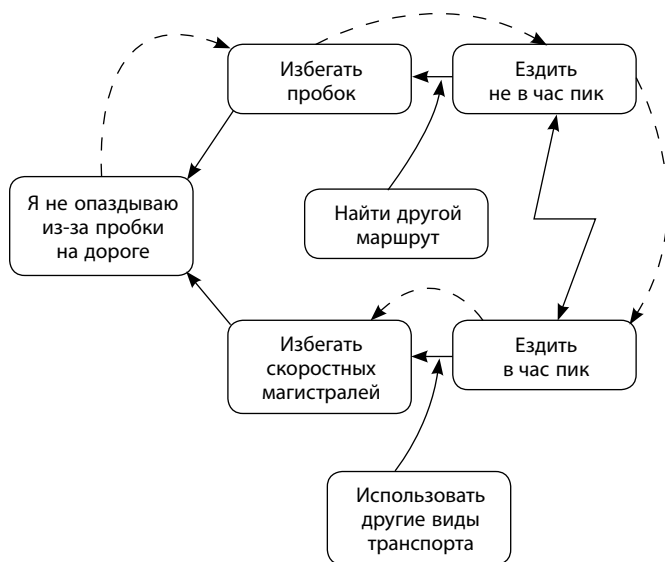 Избегать
пробок
Ездить
не в час пик
Я не опаздываю
из-за пробки
на дороге
Найти другой
маршрут
Избегать
скоростных
магистралей
Ездить
в час пик
Использовать
другие виды
транспорта